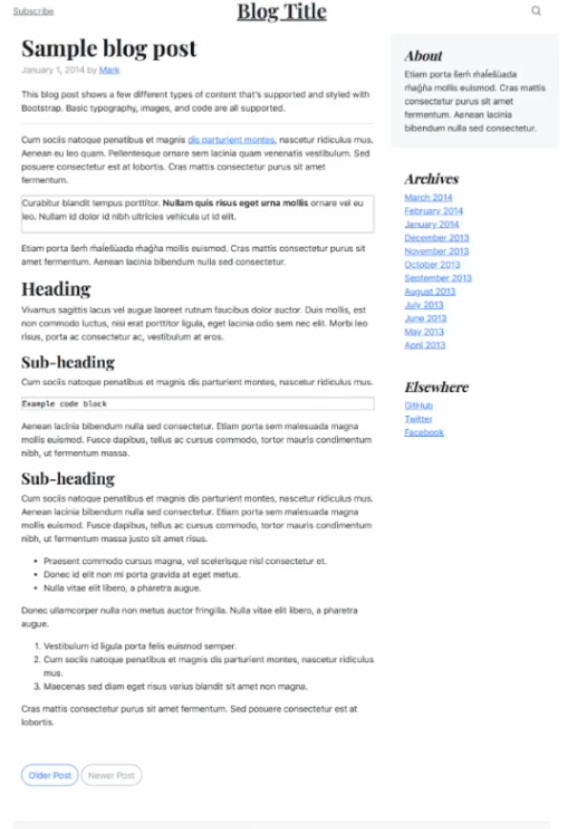 Subscribe
Blog Title
Sample blog post
January 1, 2014 by Mark
This blog post shows a few different types of content that's supported and styled with
Bootstrap. Basic typography, images, and code are all supported.
Cum sociis natoque penatibus et magnis dis parturient montes, nascetur ridiculus mus.
Aenean eu leo quam. Pellentesque ornare sem lacinia quam venenatis vestibulum. Sed
posuere consectetur est at lobortis. Cras mattis consectetur purus sit amet
fermentum.
Curabitur blandit tempus porttitor. Nullam quis risus eget urna mollis ornare vel eu
leo. Nullam id dolor id nibh ultricies vehicula ut id elit.
Etiam porta mollis euismod. Cras mattis consectetur purus sit
amet fermentum. Aenean lacinia bibendum nulla sed consectetur.
Heading
Vivamus sagittis lacus vel augue laoreet rutrum faucibus dolor auctor. Duis mollis, est
non commodo luctus, nisi erat porttitor ligula, eget lacinia odio sem nec elit. Morbi leo
risus, porta ac consectetur ac, vestibulum at eros.
Sub-heading
Cum sociis natoque penatibus et magnis dis parturient montes, nascetur ridiculus mus.
Example code block
Aenean lacinia bibendum nulla sed consectetur. Etiam porta sem malesuada magna
mollis euismod. Fusce dapibus, tellus ac cursus commodo, tortor mauris condimentum
nibh, ut fermentum massa.
Sub-heading
Cum sociis natoque penatibus et magnis dis parturient montes, nascetur ridiculus mus.
Aenean lacinia bibendum nulla sed consectetur. Etiam porta sem malesuada magna
mollis euismod. Fusce dapibus, tellus ac cursus commodo, tortor mauris condimentum
nibh, ut fermentum massa justo sit amet risus.
• Praesent commodo cursus magna, vel scelerisque nisl consectetur et.
• Donec id elit non mi porta gravida at eget metus.
• Nulla vitae elit libero, a pharetra augue.
Donec ullamcorper nulla non metus auctor fringilla. Nulla vitae elit libero, a pharetra
augue.
1. Vestibulum id ligula porta felis euismod semper.
2. Cum sociis natoque penatibus et magnis dis parturient montes, nascetur ridiculus
mus.
3. Maecenas sed diam eget risus varius blandit sit amet non magna.
Cras mattis consectetur purus sit amet fermentum. Sed posuere consectetur est at
lobortis.
Older Post
Newer Post
About
Etiam porta
mollis euismod. Cras mattis
consectetur purus sit amet
fermentum. Aenean lacinia
bibendum nulla sed consectetur.
Archives
March 2014
February 2014
January 2014
December 2013
November 2013
October 2013
September 2013
August 2013
July 2013
June 2013
May 2013
April 2013
Elsewhere
GitHub
Twitter
Facebook